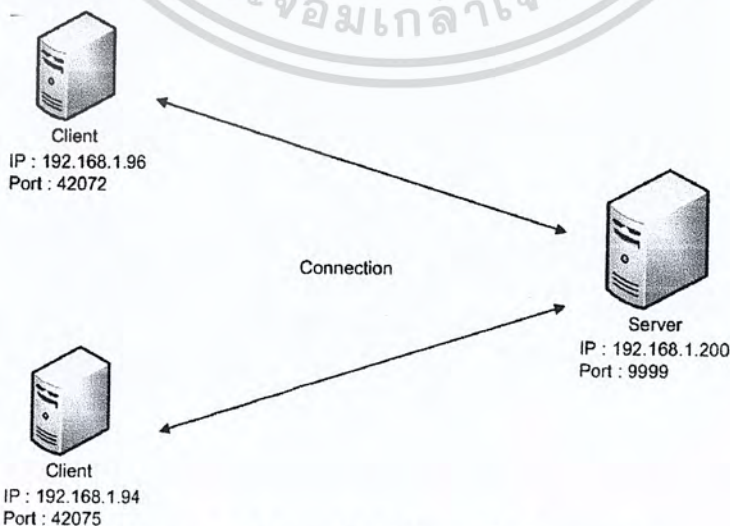 Client
IP : 192.168.1.96
Port : 42072
Connection
Server
IP : 192.168.1.200
Port : 9999
Client
IP : 192.168.1.94
Port : 42075